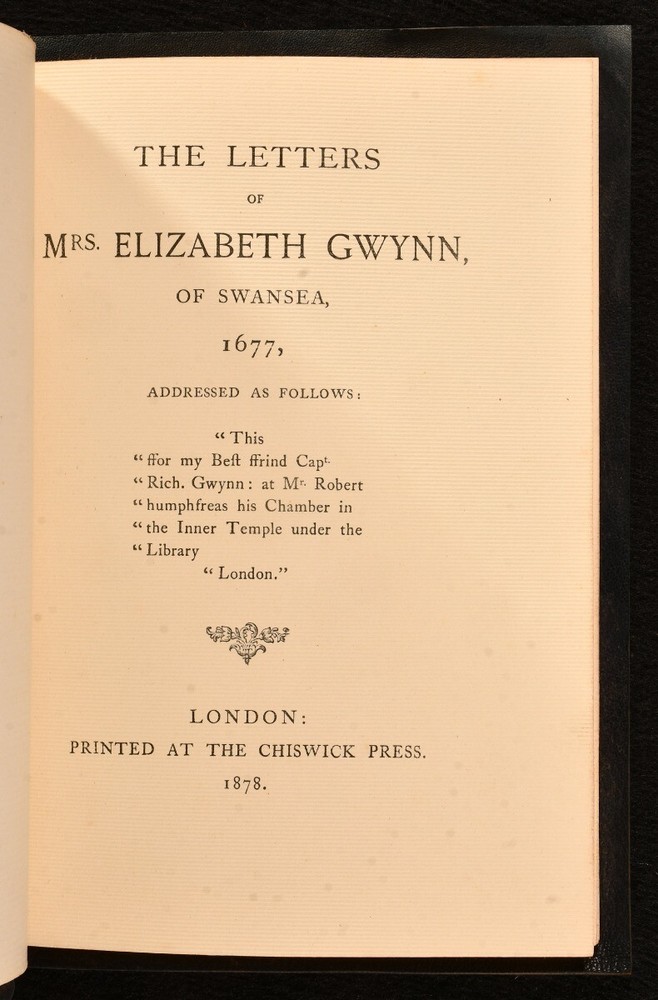 THE LETTERS
OF
MRS. ELIZABETH GWYNN,
OF SWANSEA,
1677,
ADDRESSED AS FOLLOWS:
“This
“ffor my Beſt ffrind Capt.
“Rich. Gwynn: at Mr. Robert
“humphfreas his Chamber in
“the Inner Temple under the
“Library
“London.”
LONDON:
PRINTED AT THE CHISWICK PRESS.
1878.